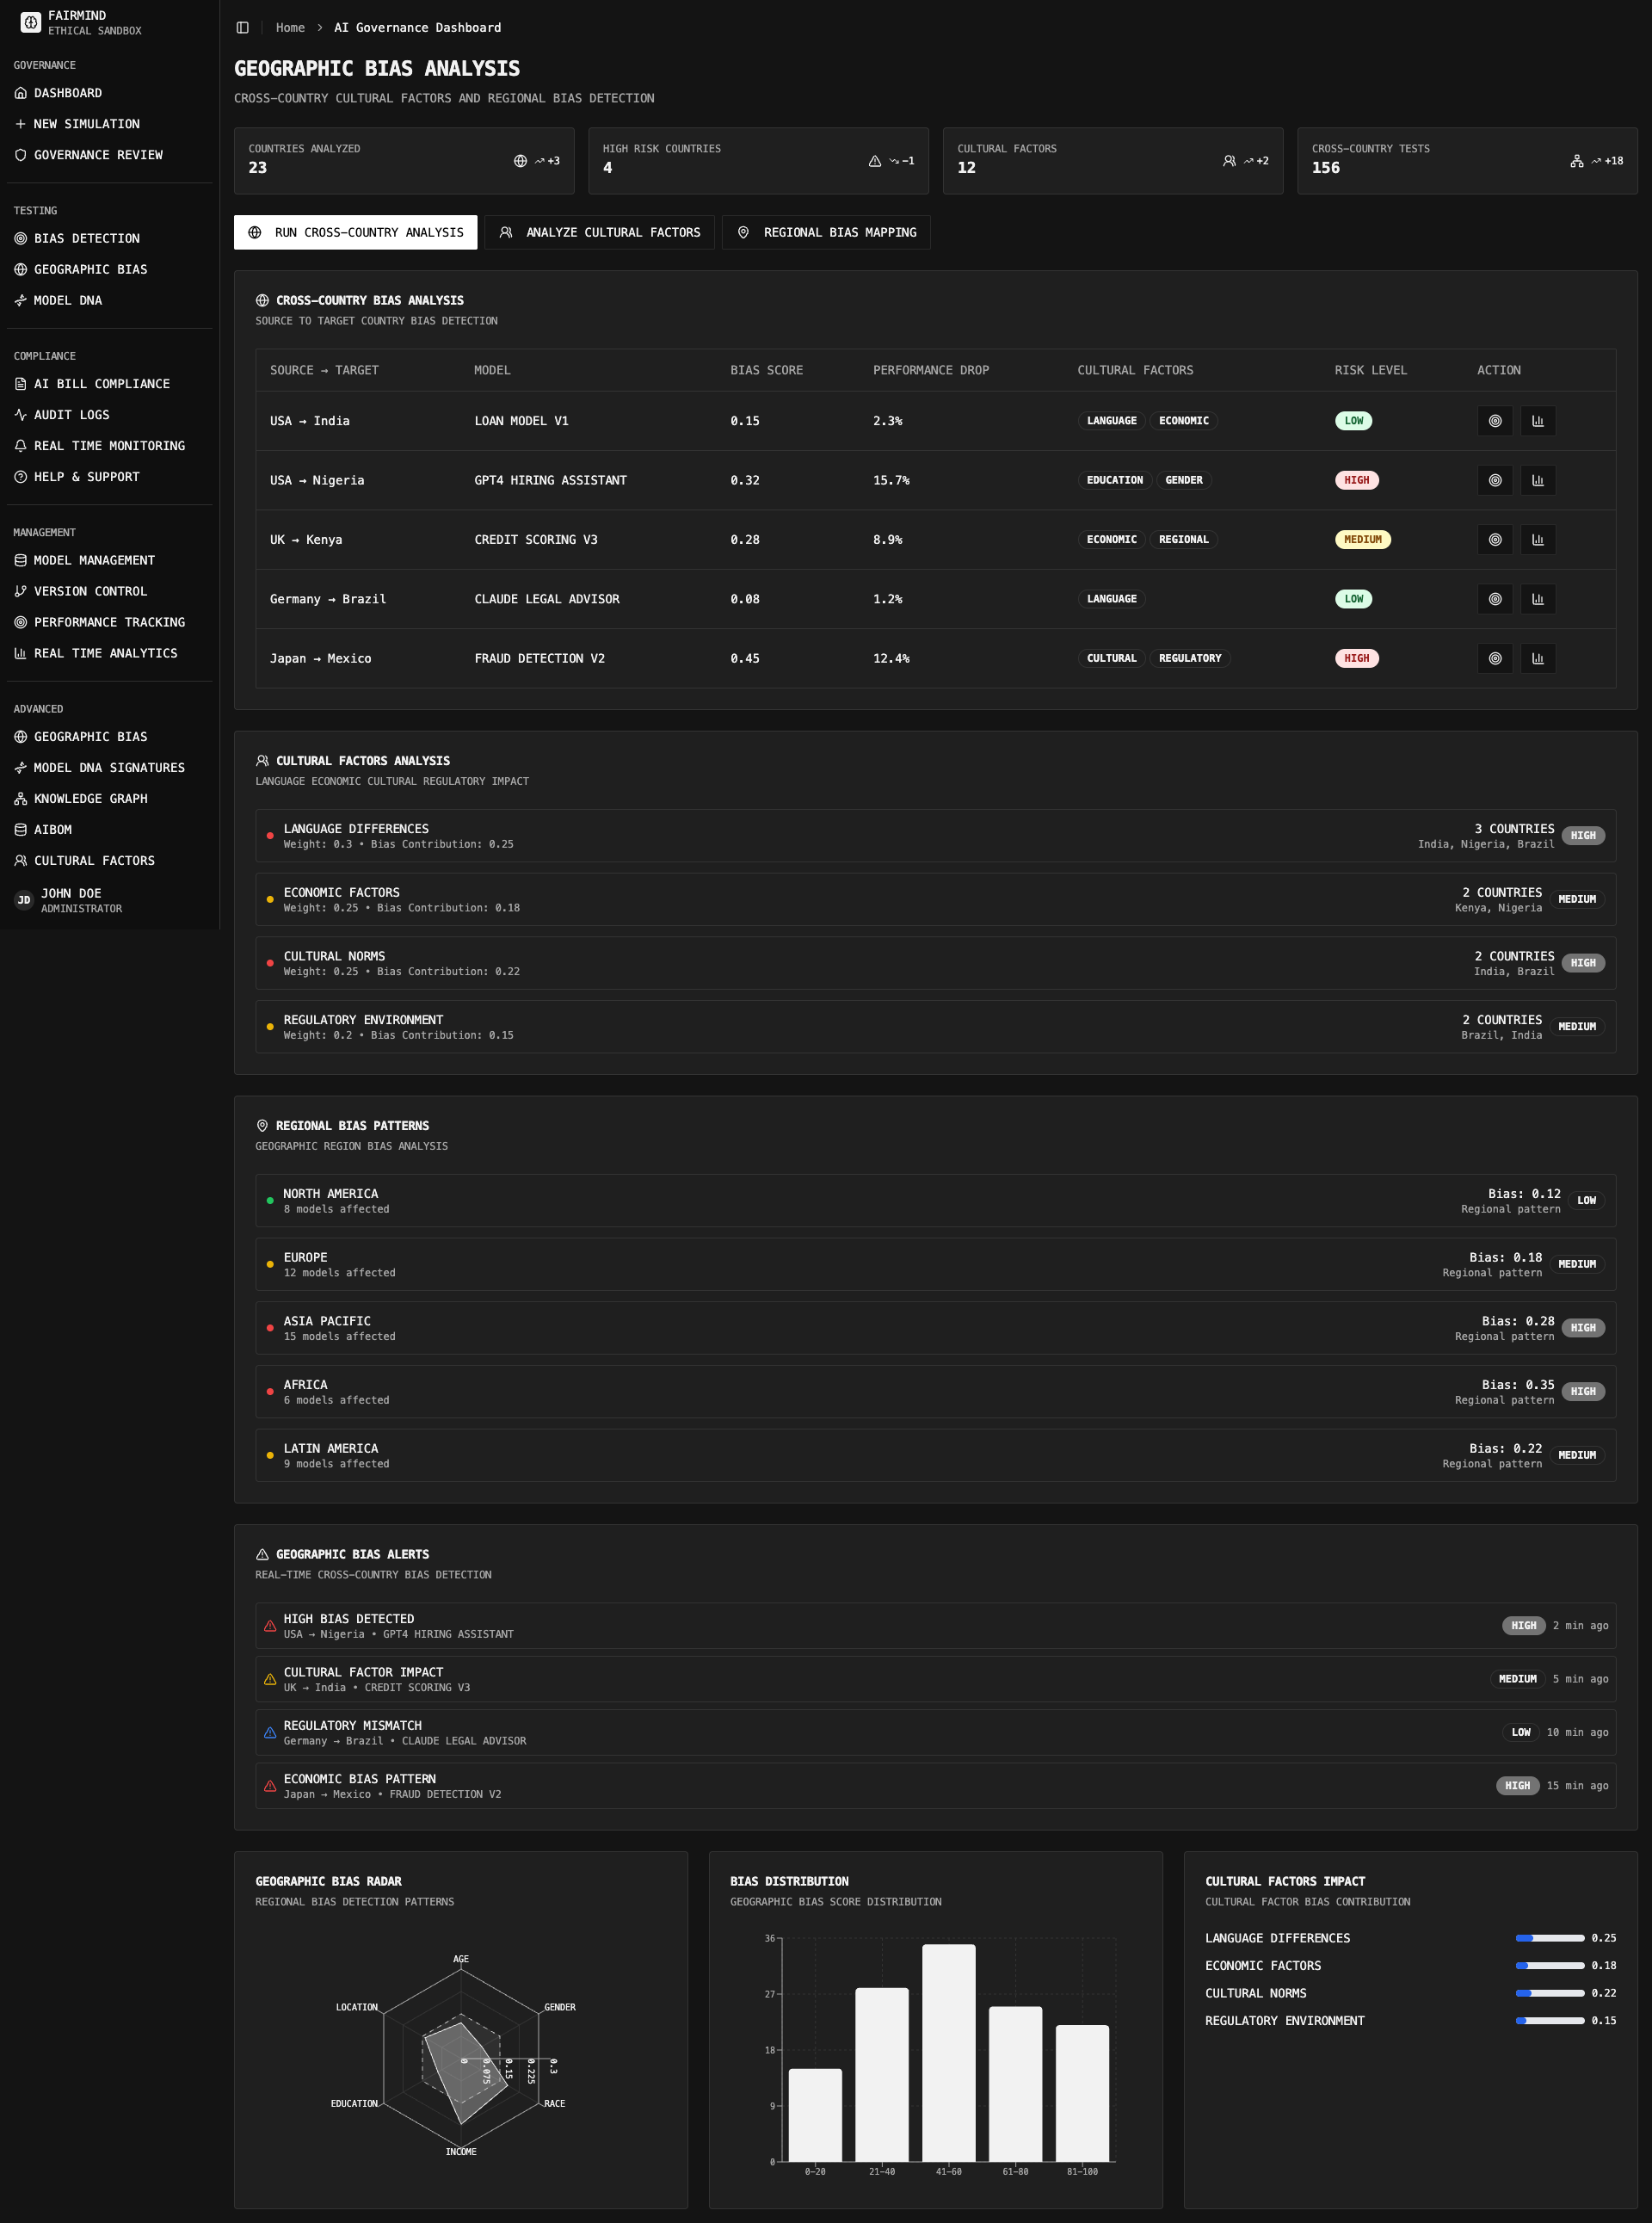 FAIRMIND
ETHICAL SANDBOX
GOVERNANCE
DASHBOARD
NEW SIMULATION
GOVERNANCE REVIEW
TESTING
BIAS DETECTION
GEOGRAPHIC BIAS
MODEL DNA
COMPLIANCE
AI BILL COMPLIANCE
AUDIT LOGS
REAL TIME MONITORING
HELP & SUPPORT
MANAGEMENT
MODEL MANAGEMENT
VERSION CONTROL
PERFORMANCE TRACKING
REAL TIME ANALYTICS
ADVANCED
GEOGRAPHIC BIAS
MODEL DNA SIGNATURES
KNOWLEDGE GRAPH
AIBOM
CULTURAL FACTORS
JD
JOHN DOE
ADMINISTRATOR
Home > AI Governance Dashboard
GEOGRAPHIC BIAS ANALYSIS
CROSS-COUNTRY CULTURAL FACTORS AND REGIONAL BIAS DETECTION
COUNTRIES ANALYZED
23
+3
HIGH RISK COUNTRIES
4
-1
CULTURAL FACTORS
12
+2
CROSS-COUNTRY TESTS
156
+18
RUN CROSS-COUNTRY ANALYSIS
ANALYZE CULTURAL FACTORS
REGIONAL BIAS MAPPING
CROSS-COUNTRY BIAS ANALYSIS
SOURCE TO TARGET COUNTRY BIAS DETECTION
SOURCE → TARGET MODEL BIAS SCORE PERFORMANCE DROP CULTURAL FACTORS RISK LEVEL ACTION
USA → India LOAN MODEL V1 0.15 2.3% LANGUAGE ECONOMIC LOW
USA → Nigeria GPT4 HIRING ASSISTANT 0.32 15.7% EDUCATION GENDER HIGH
UK → Kenya CREDIT SCORING V3 0.28 8.9% ECONOMIC REGIONAL MEDIUM
Germany → Brazil CLAUDE LEGAL ADVISOR 0.08 1.2% LANGUAGE LOW
Japan → Mexico FRAUD DETECTION V2 0.45 12.4% CULTURAL REGULATORY HIGH
CULTURAL FACTORS ANALYSIS
LANGUAGE ECONOMIC CULTURAL REGULATORY IMPACT
LANGUAGE DIFFERENCES
Weight: 0.3 • Bias Contribution: 0.25
3 COUNTRIES
India, Nigeria, Brazil
HIGH
ECONOMIC FACTORS
Weight: 0.25 • Bias Contribution: 0.18
2 COUNTRIES
Kenya, Nigeria
MEDIUM
CULTURAL NORMS
Weight: 0.25 • Bias Contribution: 0.22
2 COUNTRIES
India, Brazil
HIGH
REGULATORY ENVIRONMENT
Weight: 0.2 • Bias Contribution: 0.15
2 COUNTRIES
Brazil, India
MEDIUM
REGIONAL BIAS PATTERNS
GEOGRAPHIC REGION BIAS ANALYSIS
NORTH AMERICA
8 models affected
Bias: 0.12
Regional pattern
LOW
EUROPE
12 models affected
Bias: 0.18
Regional pattern
MEDIUM
ASIA PACIFIC
15 models affected
Bias: 0.28
Regional pattern
HIGH
AFRICA
6 models affected
Bias: 0.35
Regional pattern
HIGH
LATIN AMERICA
9 models affected
Bias: 0.22
Regional pattern
MEDIUM
GEOGRAPHIC BIAS ALERTS
REAL-TIME CROSS-COUNTRY BIAS DETECTION
HIGH BIAS DETECTED
USA → Nigeria • GPT4 HIRING ASSISTANT
HIGH 2 min ago
CULTURAL FACTOR IMPACT
UK → India • CREDIT SCORING V3
MEDIUM 5 min ago
REGULATORY MISMATCH
Germany → Brazil • CLAUDE LEGAL ADVISOR
LOW 10 min ago
ECONOMIC BIAS PATTERN
Japan → Mexico • FRAUD DETECTION V2
HIGH 15 min ago
GEOGRAPHIC BIAS RADAR
REGIONAL BIAS DETECTION PATTERNS
AGE
LOCATION
GENDER
0
0.075
0.15
0.225
0.3
EDUCATION
RACE
INCOME
BIAS DISTRIBUTION
GEOGRAPHIC BIAS SCORE DISTRIBUTION
36
27
18
9
0
0-20 21-40 41-60 61-80 81-100
CULTURAL FACTORS IMPACT
CULTURAL FACTOR BIAS CONTRIBUTION
LANGUAGE DIFFERENCES 0.25
ECONOMIC FACTORS 0.18
CULTURAL NORMS 0.22
REGULATORY ENVIRONMENT 0.15